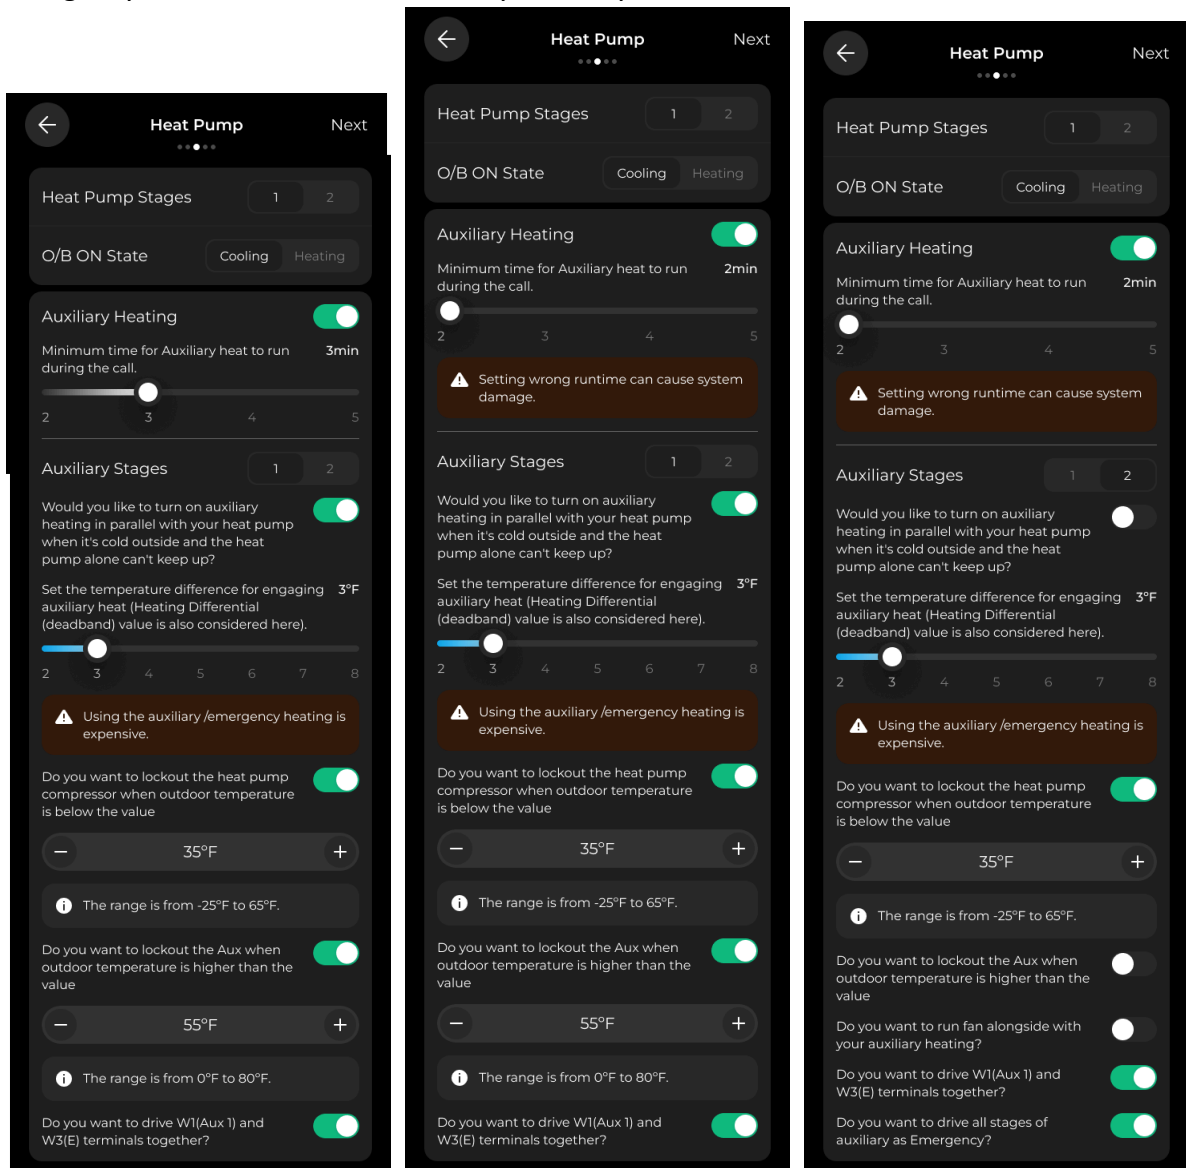 Heat Pump
Next
Heat Pump Stages
1
2
O/B ON State
Cooling
Heating
Auxiliary Heating
Minimum time for Auxiliary heat to run
during the call.
3min
2
3
4
5
Auxiliary Stages
1
2
Would you like to turn on auxiliary
heating in parallel with your heat pump
when it's cold outside and the heat
pump alone can't keep up?
Set the temperature difference for engaging
auxiliary heat (Heating Differential
(deadband) value is also considered here).
3°F
2
3
4
5
6
7
8
Using the auxiliary /emergency heating is
expensive.
Do you want to lockout the heat pump
compressor when outdoor temperature
is below the value
− 35°F +
The range is from -25°F to 65°F.
Do you want to lockout the Aux when
outdoor temperature is higher than the
value
− 55°F +
The range is from 0°F to 80°F.
Do you want to drive W1(Aux 1) and
W3(E) terminals together?
Heat Pump
Next
Heat Pump Stages
1
2
O/B ON State
Cooling
Heating
Auxiliary Heating
Minimum time for Auxiliary heat to run
during the call.
2min
2
3
4
5
Setting wrong runtime can cause system
damage.
Auxiliary Stages
1
2
Would you like to turn on auxiliary
heating in parallel with your heat pump
when it's cold outside and the heat
pump alone can't keep up?
Set the temperature difference for engaging
auxiliary heat (Heating Differential
(deadband) value is also considered here).
3°F
2
3
4
5
6
7
8
Using the auxiliary /emergency heating is
expensive.
Do you want to lockout the heat pump
compressor when outdoor temperature
is below the value
− 35°F +
The range is from -25°F to 65°F.
Do you want to lockout the Aux when
outdoor temperature is higher than the
value
− 55°F +
The range is from 0°F to 80°F.
Do you want to drive W1(Aux 1) and
W3(E) terminals together?
Heat Pump
Next
Heat Pump Stages
1
2
O/B ON State
Cooling
Heating
Auxiliary Heating
Minimum time for Auxiliary heat to run
during the call.
2min
2
3
4
5
Setting wrong runtime can cause system
damage.
Auxiliary Stages
1
2
Would you like to turn on auxiliary
heating in parallel with your heat pump
when it's cold outside and the heat
pump alone can't keep up?
Set the temperature difference for engaging
auxiliary heat (Heating Differential
(deadband) value is also considered here).
3°F
2
3
4
5
6
7
8
Using the auxiliary /emergency heating is
expensive.
Do you want to lockout the heat pump
compressor when outdoor temperature
is below the value
− 35°F +
The range is from -25°F to 65°F.
Do you want to lockout the Aux when
outdoor temperature is higher than the
value
Do you want to run fan alongside with
your auxiliary heating?
Do you want to drive W1(Aux 1) and
W3(E) terminals together?
Do you want to drive all stages of
auxiliary as Emergency?